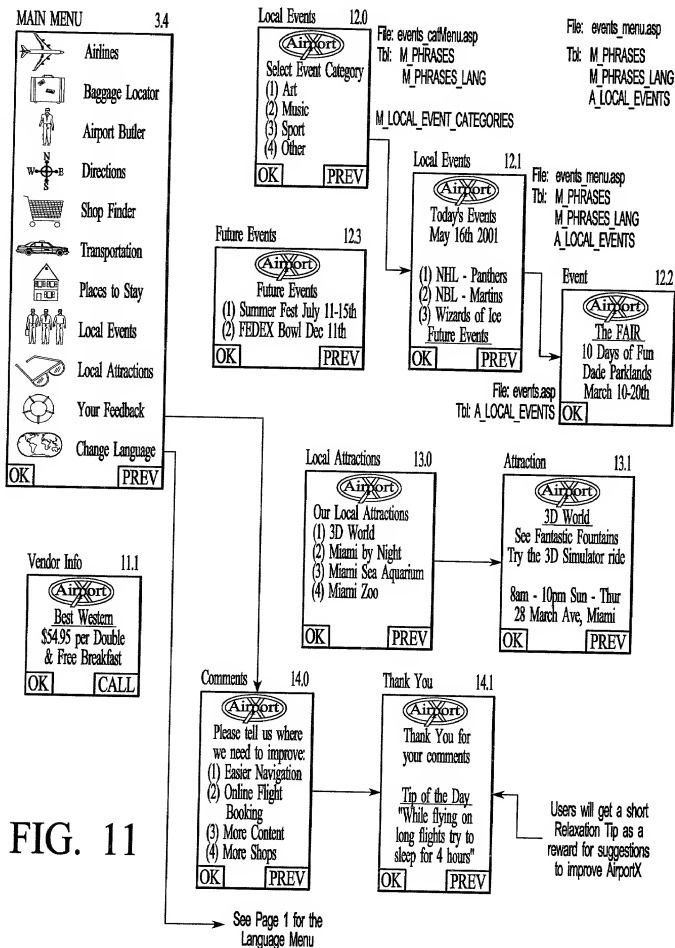 MAIN MENU 3.4
Airlines
Baggage Locator
Airport Butler
N
W E
S
Directions
Shop Finder
Transportation
Places to Stay
Local Events
Local Attractions
Your Feedback
Change Language
OK PREV
Local Events 12.0
Airport X
Select Event Category
(1) Art
(2) Music
(3) Sport
(4) Other
OK PREV
File: events_catMenu.asp
Tbl: M_PHRASES
M_PHRASES_LANG
M_LOCAL_EVENT_CATEGORIES
File: events_menu.asp
Tbl: M_PHRASES
M_PHRASES_LANG
A_LOCAL_EVENTS
Local Events 12.1
Airport X
Today's Events
May 16th 2001
(1) NHL - Panthers
(2) NBL - Martins
(3) Wizards of Ice
Future Events
OK PREV
File: events_menu.asp
Tbl: M_PHRASES
M_PHRASES_LANG
A_LOCAL_EVENTS
Future Events 12.3
Airport X
Future Events
(1) Summer Fest July 11-15th
(2) FEDEX Bowl Dec 11th
OK PREV
Event 12.2
Airport X
The FAIR
10 Days of Fun
Dade Parklands
March 10-20th
OK
File: events.asp
Tbl: A_LOCAL_EVENTS
Local Attractions 13.0
Airport X
Our Local Attractions
(1) 3D World
(2) Miami by Night
(3) Miami Sea Aquarium
(4) Miami Zoo
OK PREV
Attraction 13.1
Airport X
3D World
See Fantastic Fountains
Try the 3D Simulator ride
8am - 10pm Sun - Thur
28 March Ave, Miami
OK PREV
Vendor Info 11.1
Airport X
Best Western
$54.95 per Double
& Free Breakfast
OK CALL
Comments 14.0
Airport X
Please tell us where
we need to improve:
(1) Easier Navigation
(2) Online Flight
Booking
(3) More Content
(4) More Shops
OK PREV
Thank You 14.1
Airport X
Thank You for
your comments
Tip of the Day
"While flying on
long flights try to
sleep for 4 hours"
OK PREV
Users will get a short
Relaxation Tip as a
reward for suggestions
to improve AirportX
FIG. 11
See Page 1 for the
Language Menu